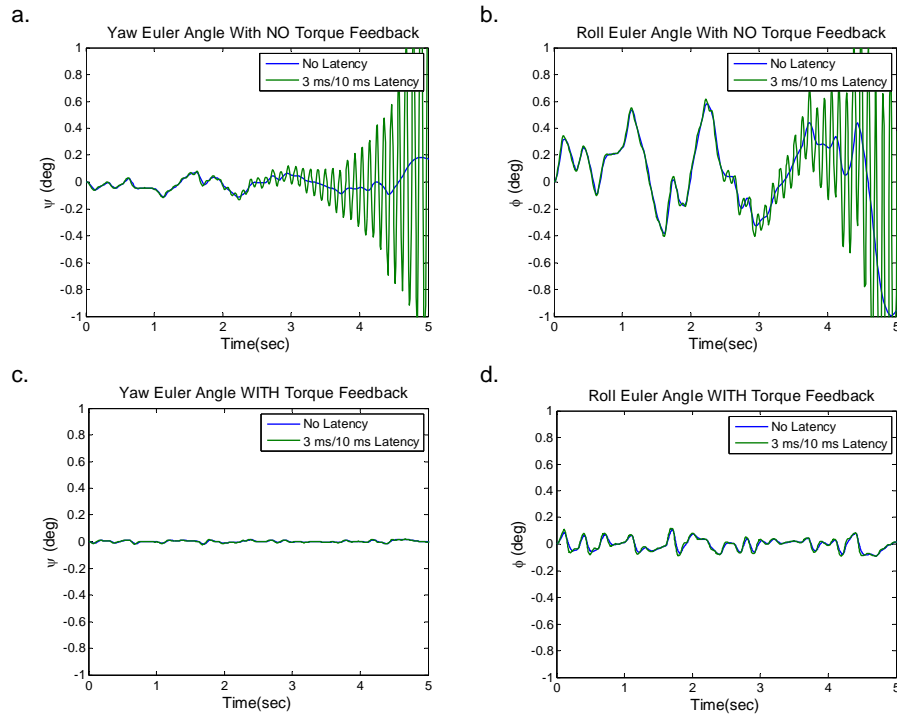 a.
Yaw Euler Angle With NO Torque Feedback
No Latency
3 ms/10 ms Latency
1
0.8
0.6
0.4
0.2
0
-0.2
-0.4
-0.6
-0.8
-1
ψ (deg)
0 1 2 3 4 5
Time(sec)
b.
Roll Euler Angle With NO Torque Feedback
No Latency
3 ms/10 ms Latency
1
0.8
0.6
0.4
0.2
0
-0.2
-0.4
-0.6
-0.8
-1
ϕ (deg)
0 1 2 3 4 5
Time(sec)
c.
Yaw Euler Angle WITH Torque Feedback
No Latency
3 ms/10 ms Latency
1
0.8
0.6
0.4
0.2
0
-0.2
-0.4
-0.6
-0.8
-1
ψ (deg)
0 1 2 3 4 5
Time(sec)
d.
Roll Euler Angle WITH Torque Feedback
No Latency
3 ms/10 ms Latency
1
0.8
0.6
0.4
0.2
0
-0.2
-0.4
-0.6
-0.8
-1
ϕ (deg)
0 1 2 3 4 5
Time(sec)